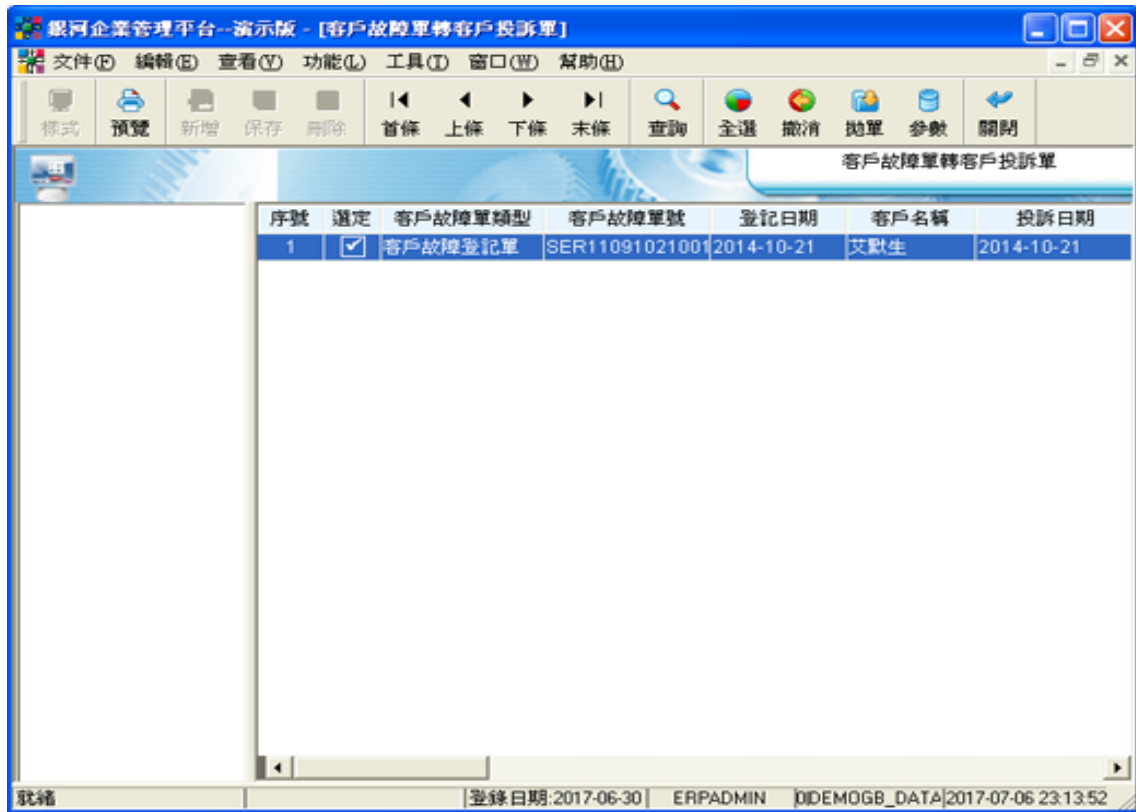 銀河企業管理平台--演示版 - [客戶故障單轉客戶投訴單]
文件(F) 編輯(E) 查看(V) 功能(L) 工具(T) 窗口(W) 幫助(H)
樣式 預覽 新增 保存 刪除 首條 上條 下條 末條 查詢 全選 撤消 拋單 參數 關閉
客戶故障單轉客戶投訴單
序號 選定 客戶故障單類型 客戶故障單號 登記日期 客戶名稱 投訴日期
1 客戶故障登記單 SER11091021001 2014-10-21 艾默生 2014-10-21
就緒 登錄日期:2017-06-30 ERPADMIN DEMOGB_DATA 2017-07-06 23:13:52